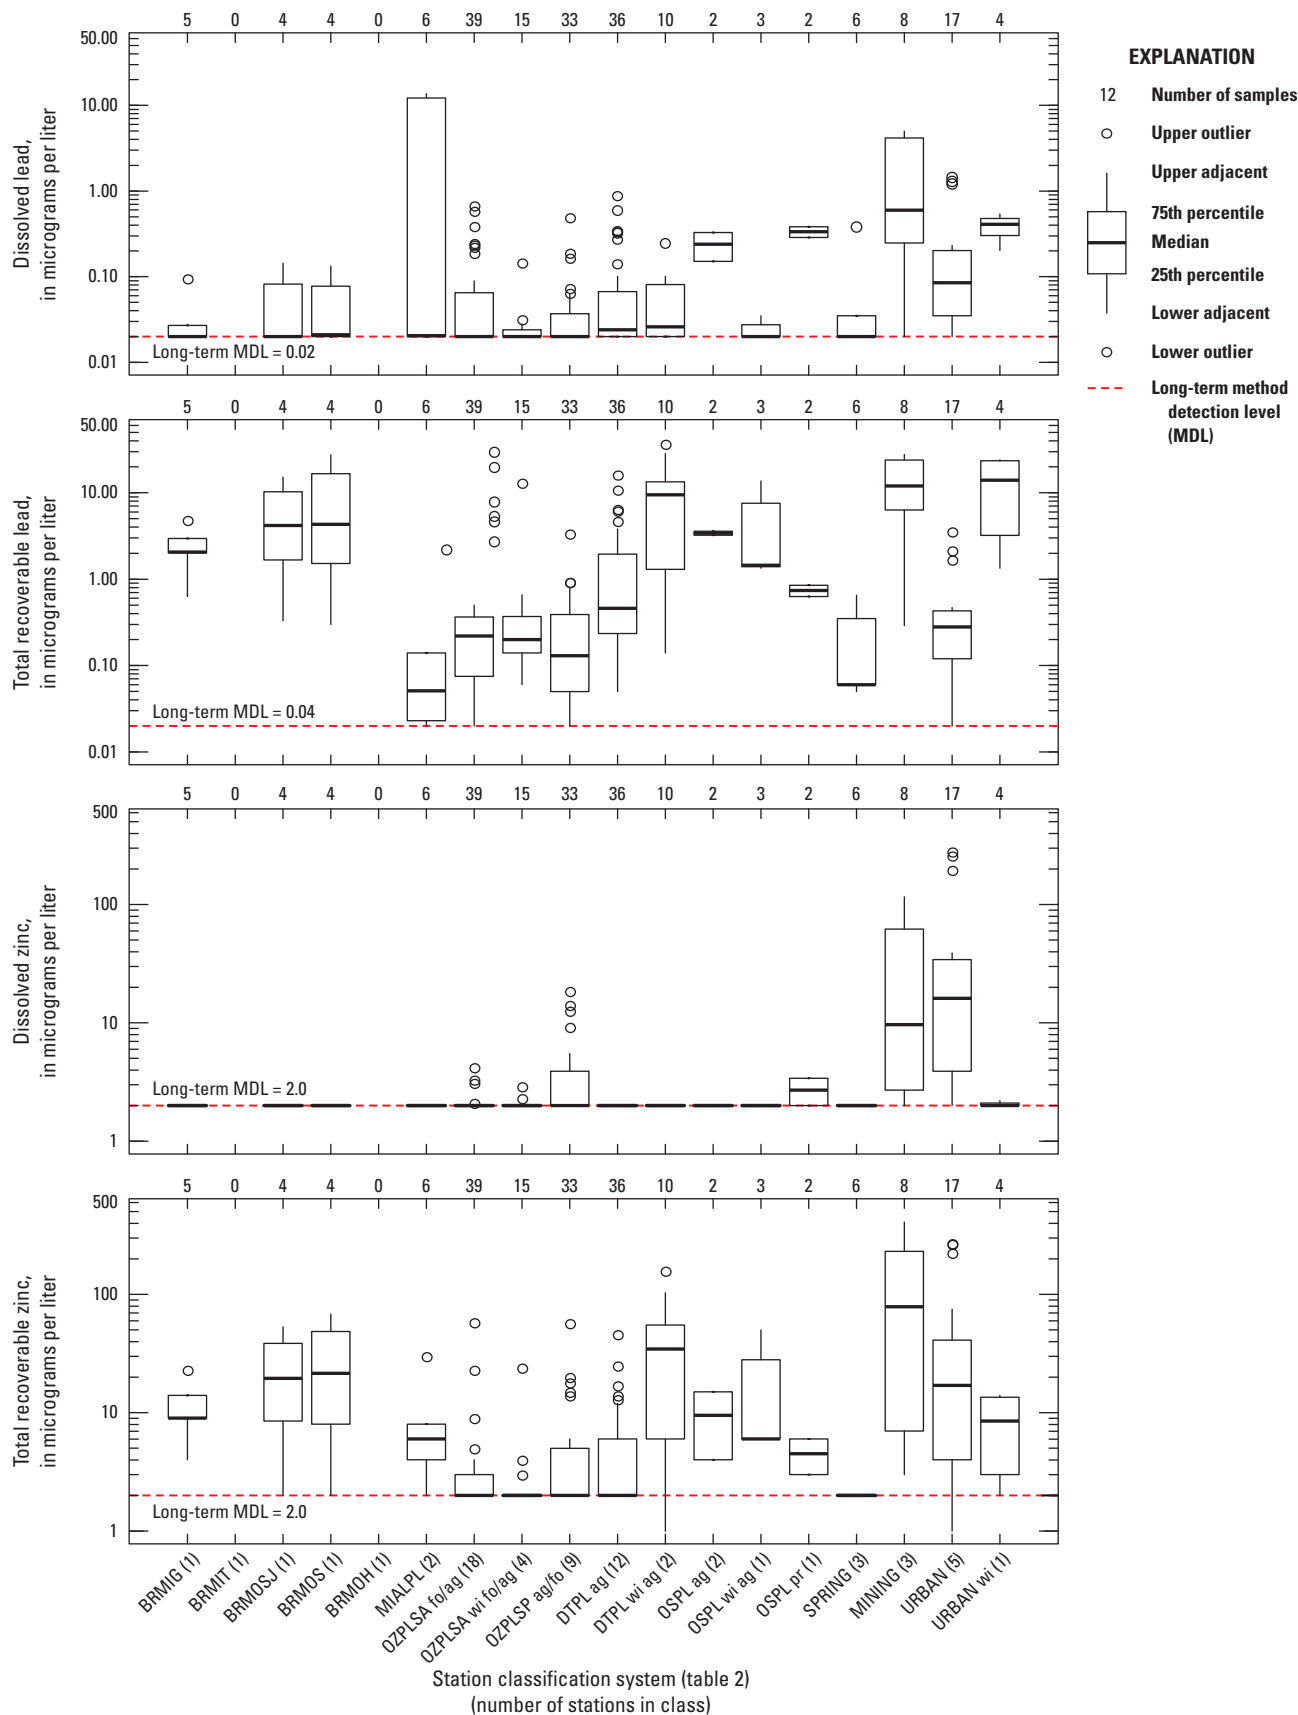 5 0 4 4 0 6 39 15 33 36 10 2 3 2 6 8 17 4
50.00
10.00
1.00
0.10
0.01
Dissolved lead,
in micrograms per liter
Long-term MDL = 0.02
EXPLANATION
12 Number of samples
Upper outlier
Upper adjacent
75th percentile
Median
25th percentile
Lower adjacent
Lower outlier
Long-term method
detection level
(MDL)
5 0 4 4 0 6 39 15 33 36 10 2 3 2 6 8 17 4
50.00
10.00
1.00
0.10
0.01
Total recoverable lead,
in micrograms per liter
Long-term MDL = 0.04
5 0 4 4 0 6 39 15 33 36 10 2 3 2 6 8 17 4
500
100
10
1
Dissolved zinc,
in micrograms per liter
Long-term MDL = 2.0
5 0 4 4 0 6 39 15 33 36 10 2 3 2 6 8 17 4
500
100
10
1
Total recoverable zinc,
in micrograms per liter
Long-term MDL = 2.0
BRMIG (1)
BRMIT (1)
BRMOSJ (1)
BRMOS (1)
BRMOH (1)
MIALPL (2)
OZPLSA fo/ag (18)
OZPLSA wi fo/ag (4)
OZPLSP ag/fo (9)
DTPL ag (12)
DTPL wi ag (2)
OSPL ag (2)
OSPL wi ag (1)
OSPL pr (1)
SPRING (3)
MINING (3)
URBAN (5)
URBAN wi (1)
Station classification system (table 2)
(number of stations in class)